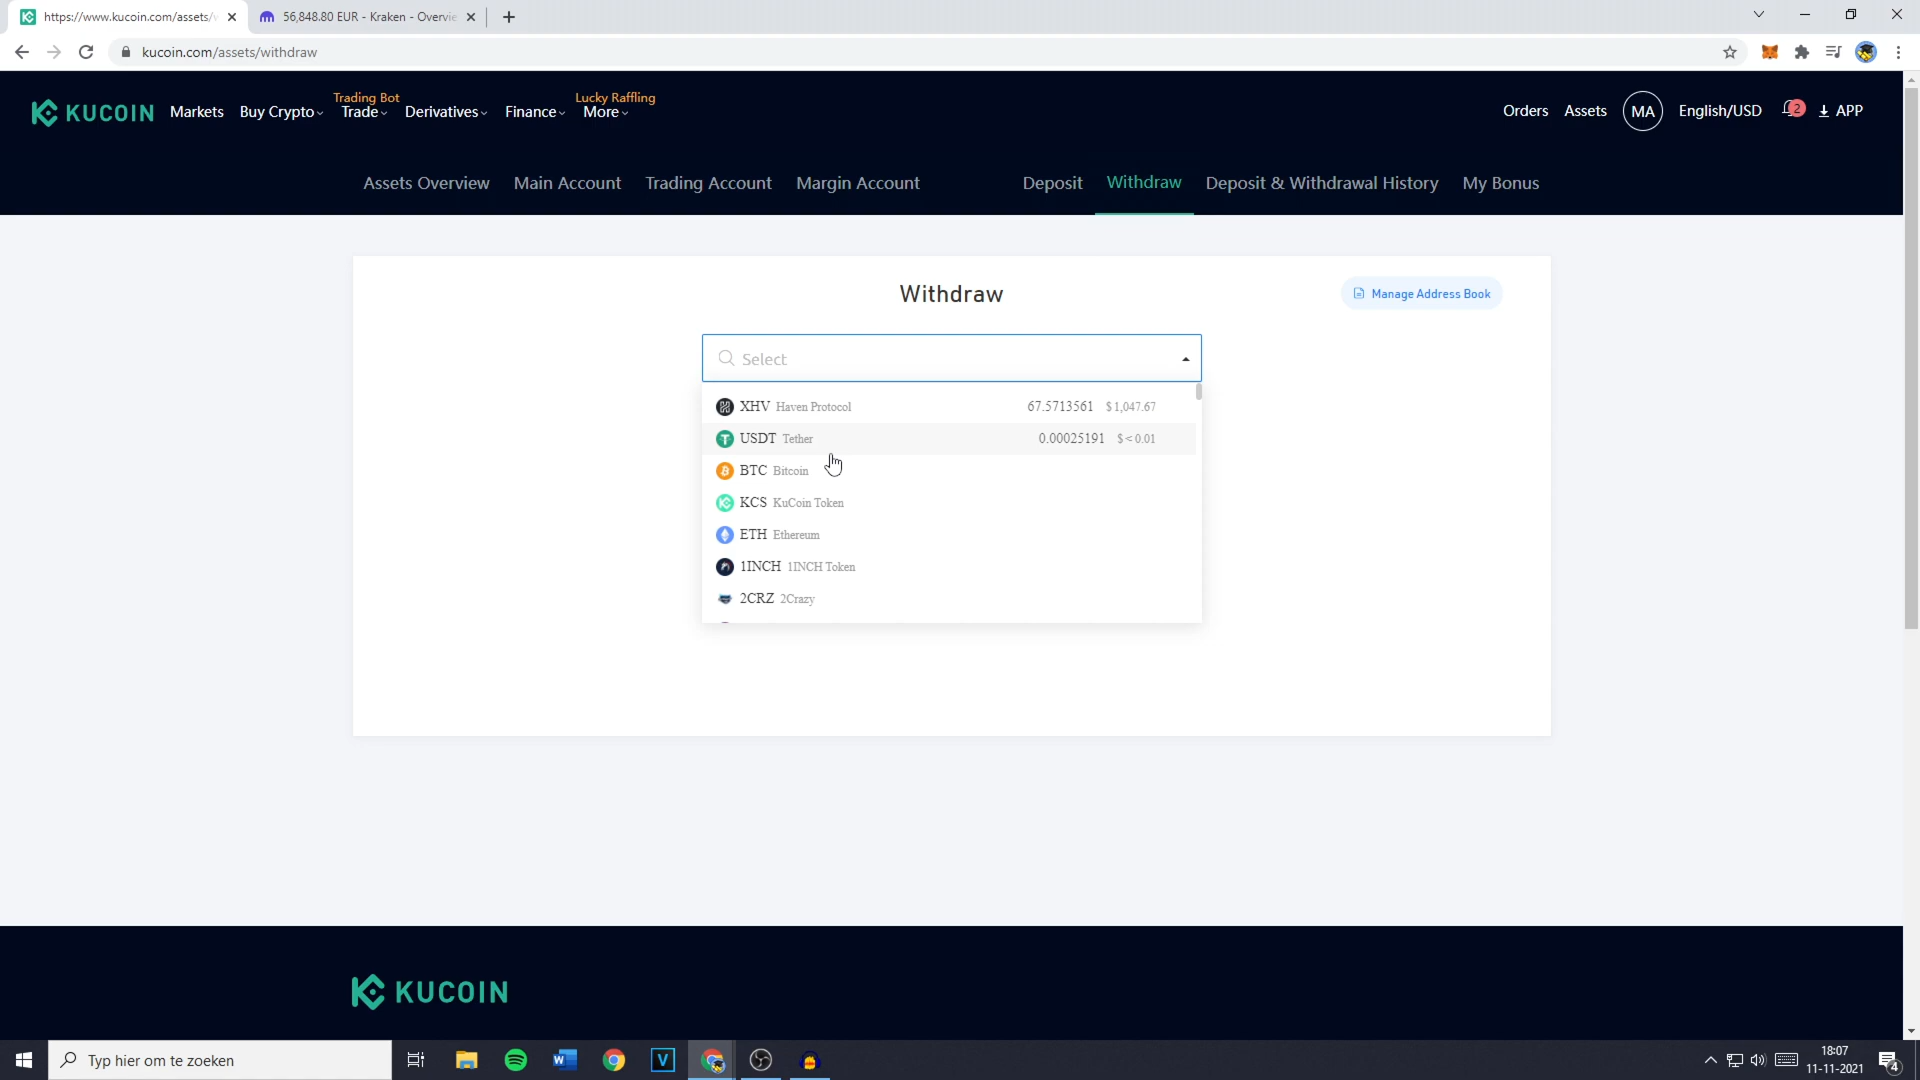 https://www.kucoin.com/assets/
56,848.80 EUR - Kraken - Overvie
kucoin.com/assets/withdraw
KUCOIN
Markets
Buy Crypto
Trading Bot
Trade
Derivatives
Finance
Lucky Raffling
More
Orders
Assets
MA
English/USD
2
APP
Assets Overview
Main Account
Trading Account
Margin Account
Deposit
Withdraw
Deposit & Withdrawal History
My Bonus
Withdraw
Manage Address Book
Select
XHV Haven Protocol 67.5713561 $1,047.67
USDT Tether 0.00025191 $<0.01
BTC Bitcoin
KCS KuCoin Token
ETH Ethereum
1INCH 1INCH Token
2CRZ 2Crazy
KUCOIN
Typ hier om te zoeken
18:07
11-11-2021
4